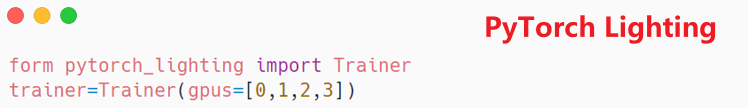 PyTorch Lighting
form pytorch_lighting import Trainer
trainer=Trainer(gpus=[0,1,2,3])